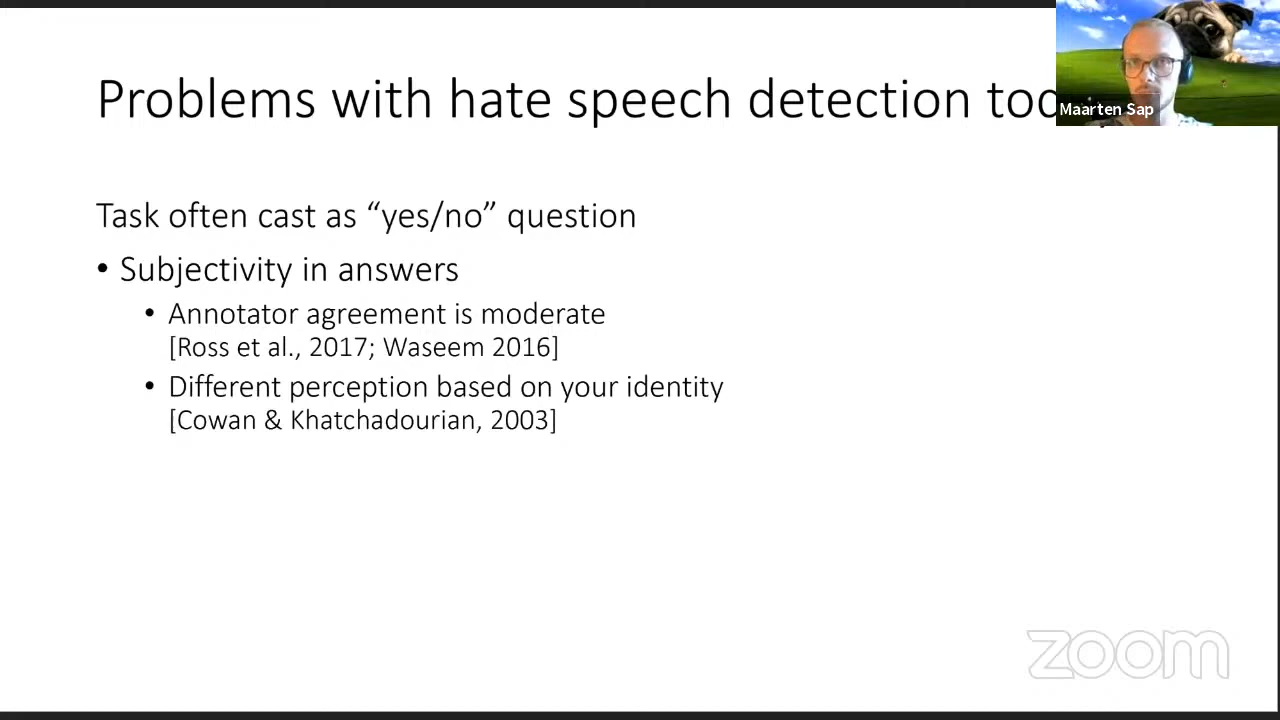 Problems with hate speech detection
Maarten Sap
Task often cast as “yes/no” question
• Subjectivity in answers
• Annotator agreement is moderate
[Ross et al., 2017; Waseem 2016]
• Different perception based on your identity
[Cowan & Khatchadourian, 2003]
zoom